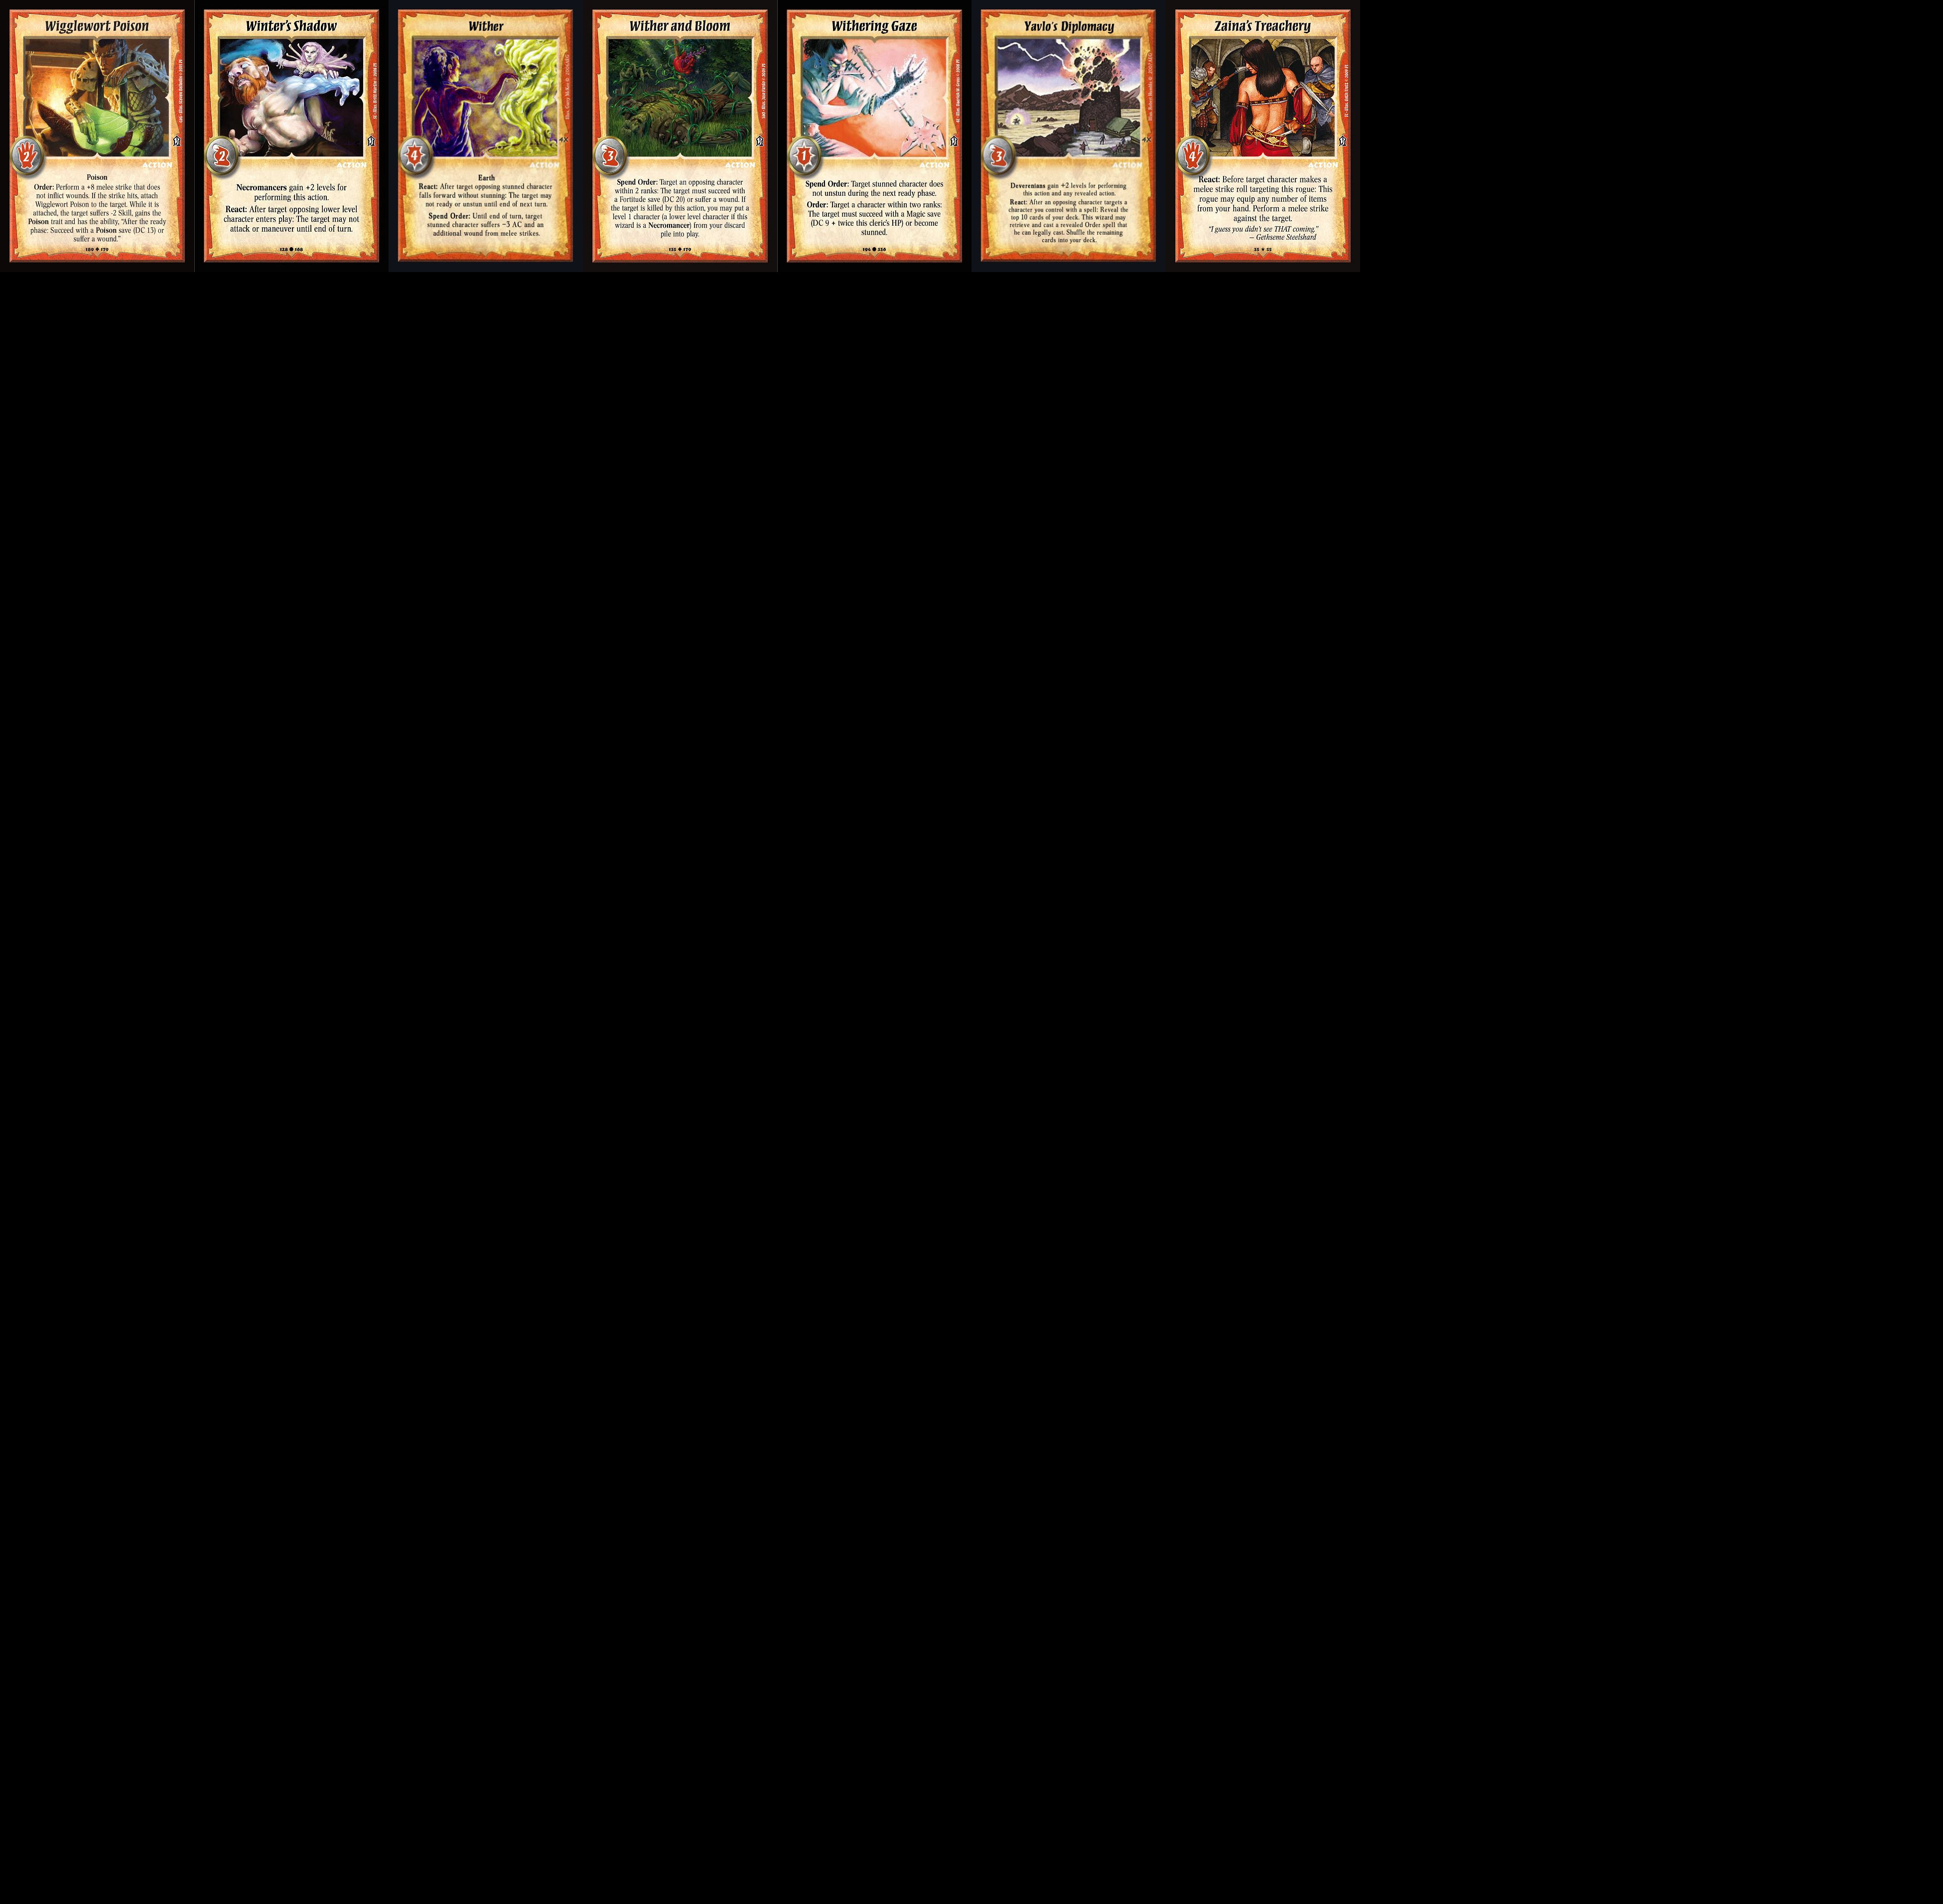 Wigglewort Poison
2
ACTION
Poison
Order: Perform a +8 melee strike that does
not inflict wounds. If the strike hits, attach
Wigglewort Poison to the target. While it is
attached, the target suffers -2 Skill, gains the
Poison trait and has the ability, "After the ready
phase: Succeed with a Poison save (DC 13) or
suffer a wound."
Winter's Shadow
2
ACTION
Necromancers gain +2 levels for
performing this action.
React: After target opposing lower level
character enters play: The target may not
attack or maneuver until end of turn.
Wither
4
ACTION
Earth
React: After target opposing stunned character
falls forward without stunning: The target may
not ready or unstun until end of next turn.
Spend Order: Until end of turn, target
stunned character suffers −3 AC and an
additional wound from melee strikes.
Wither and Bloom
3
ACTION
Spend Order: Target an opposing character
within 2 ranks: The target must succeed with
a Fortitude save (DC 20) or suffer a wound. If
the target is killed by this action, you may put a
level 1 character (a lower level character if this
wizard is a Necromancer) from your discard
pile into play.
Withering Gaze
1
ACTION
Spend Order: Target stunned character does
not unstun during the next ready phase.
Order: Target a character within two ranks:
The target must succeed with a Magic save
(DC 9 + twice this cleric's HP) or become
stunned.
Yavlo's Diplomacy
3
ACTION
Deverenians gain +2 levels for performing
this action and any revealed action.
React: After an opposing character targets a
character you control with a spell: Reveal the
top 10 cards of your deck. This wizard may
retrieve and cast a revealed Order spell that
he can legally cast. Shuffle the remaining
cards into your deck.
Zaina's Treachery
4
ACTION
React: Before target character makes a
melee strike roll targeting this rogue: This
rogue may equip any number of items
from your hand. Perform a melee strike
against the target.
"I guess you didn't see THAT coming."
— Gethseme Steelshard